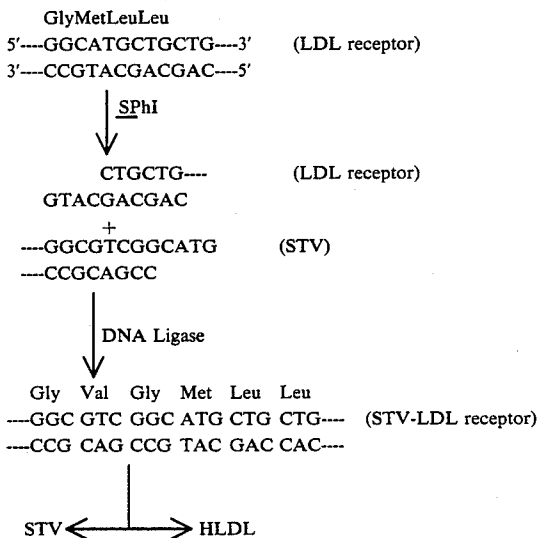 GlyMetLeuLeu
5'----GGCATGCTGCTG----3' (LDL receptor)
3'----CCGTACGACGAC----5'
SPhI
CTGCTG---- (LDL receptor)
GTACGACGAC
+
----GGCGTCGGCATG (STV)
----CCGCAGCC
DNA Ligase
Gly Val Gly Met Leu Leu
----GGC GTC GGC ATG CTG CTG---- (STV-LDL receptor)
----CCG CAG CCG TAC GAC CAC----
STV HLDL